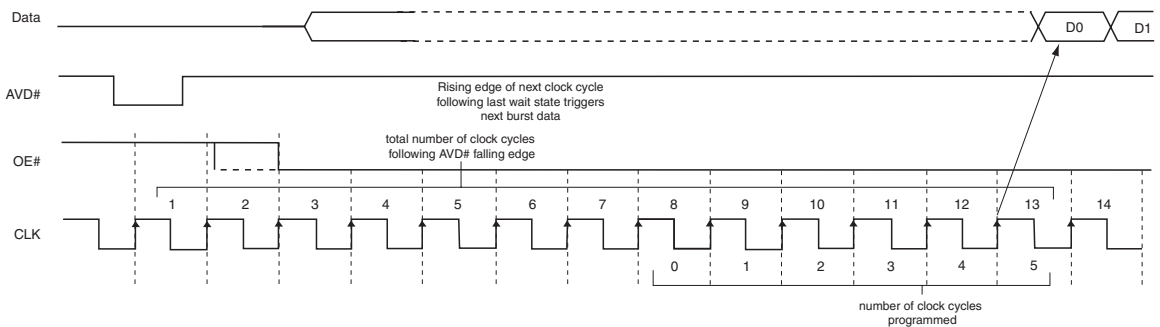 Data
D0
D1
AVD#
Rising edge of next clock cycle
following last wait state triggers
next burst data
OE#
total number of clock cycles
following AVD# falling edge
1 2 3 4 5 6 7 8 9 10 11 12 13 14
CLK
0 1 2 3 4 5
number of clock cycles
programmed